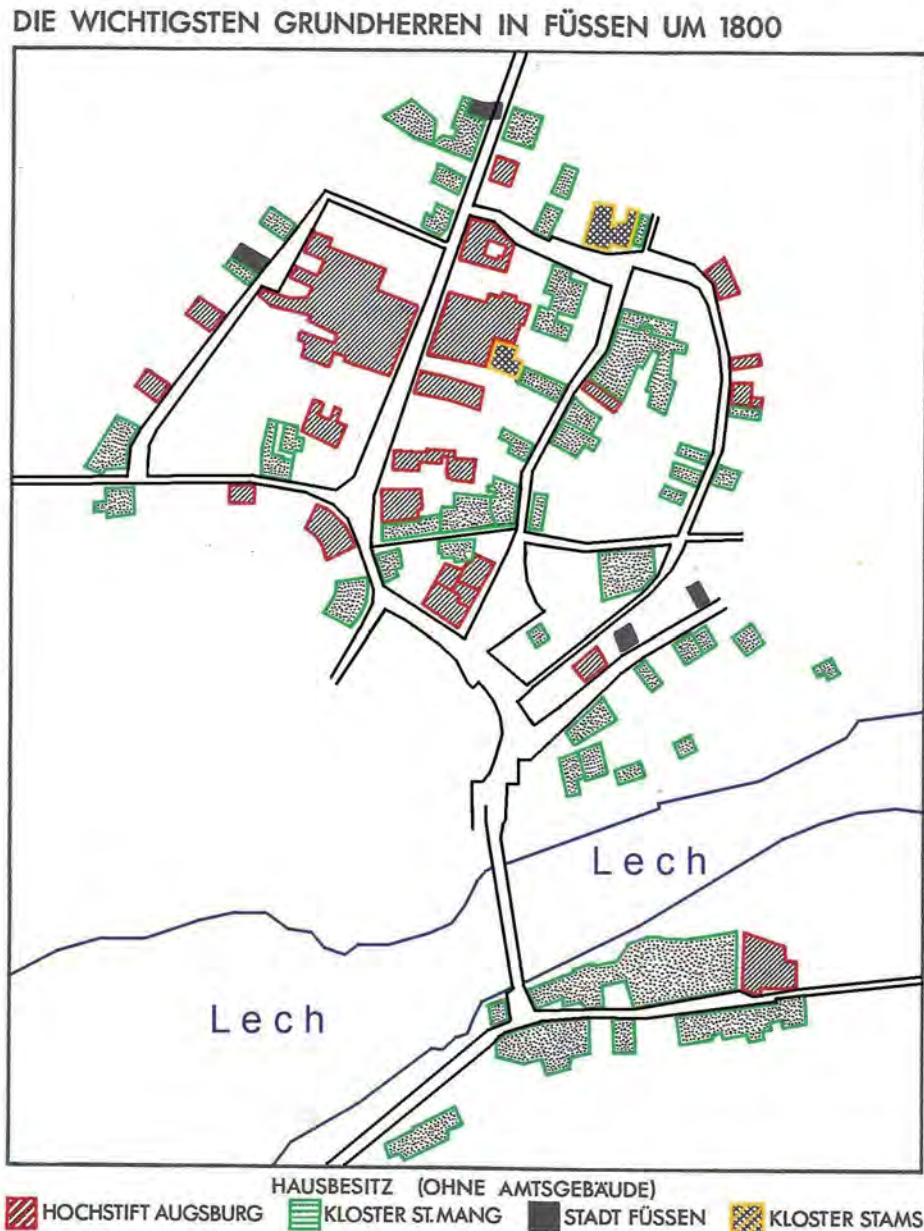 DIE WICHTIGSTEN GRUNDHERREN IN FÜSSEN UM 1800
Lech
Lech
HAUSBESITZ (OHNE AMTSGEBÄUDE)
HOCHSTIFT AUGSBURG KLOSTER ST.MANG STADT FÜSSEN KLOSTER STAMS